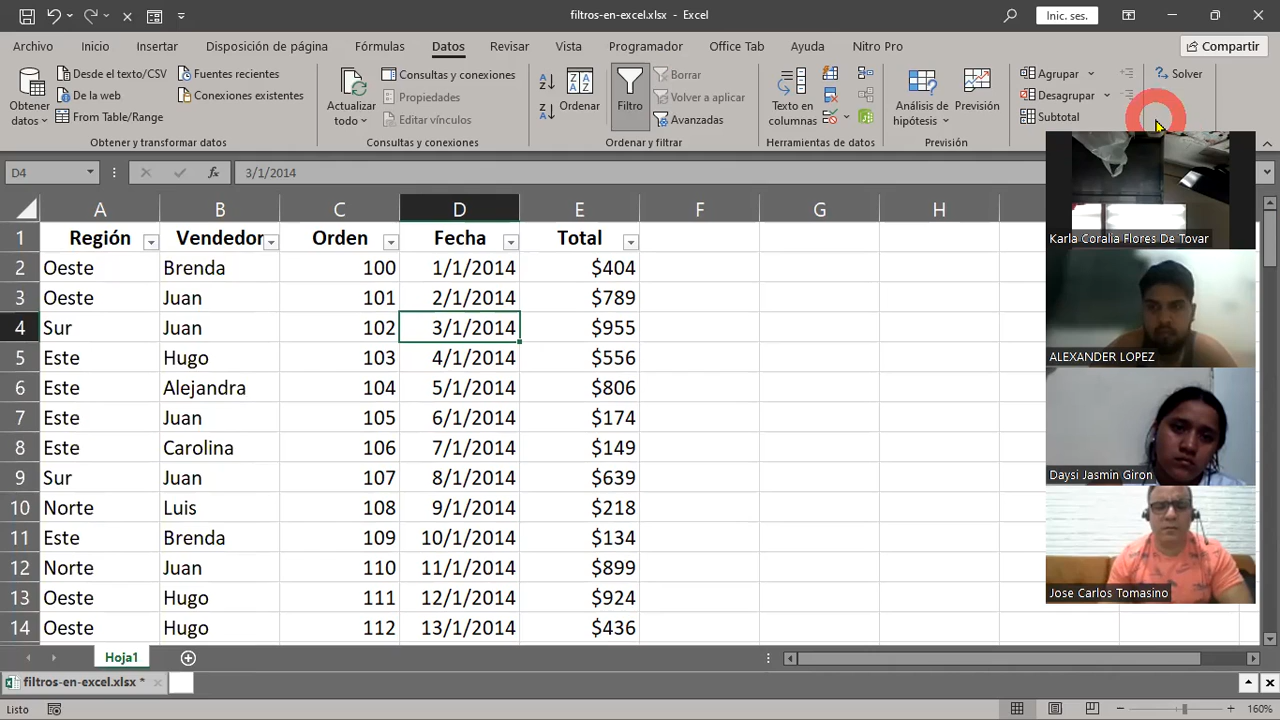 filtros-en-excel.xlsx - Excel
Inic. ses.
Archivo Inicio Insertar Disposición de página Fórmulas Datos Revisar Vista Programador Office Tab Ayuda Nitro Pro Compartir
Obtener datos
Desde el texto/CSV
De la web
From Table/Range
Fuentes recientes
Conexiones existentes
Obtener y transformar datos
Actualizar todo
Consultas y conexiones
Propiedades
Editar vínculos
Consultas y conexiones
Ordenar
Filtro
Borrar
Volver a aplicar
Avanzadas
Ordenar y filtrar
Texto en columnas
Herramientas de datos
Análisis de hipótesis
Previsión
Previsión
Agrupar
Desagrupar
Subtotal
Solver
D4 fx 3/1/2014
A B C D E F G H
1 Región Vendedor Orden Fecha Total
2 Oeste Brenda 100 1/1/2014 $404
3 Oeste Juan 101 2/1/2014 $789
4 Sur Juan 102 3/1/2014 $955
5 Este Hugo 103 4/1/2014 $556
6 Este Alejandra 104 5/1/2014 $806
7 Este Juan 105 6/1/2014 $174
8 Este Carolina 106 7/1/2014 $149
9 Sur Juan 107 8/1/2014 $639
10 Norte Luis 108 9/1/2014 $218
11 Este Brenda 109 10/1/2014 $134
12 Norte Juan 110 11/1/2014 $899
13 Oeste Hugo 111 12/1/2014 $924
14 Oeste Hugo 112 13/1/2014 $436
Karla Coralia Flores De Tovar
ALEXANDER LOPEZ
Daysi Jasmin Giron
Jose Carlos Tomasino
Hoja1
filtros-en-excel.xlsx *
Listo
160%